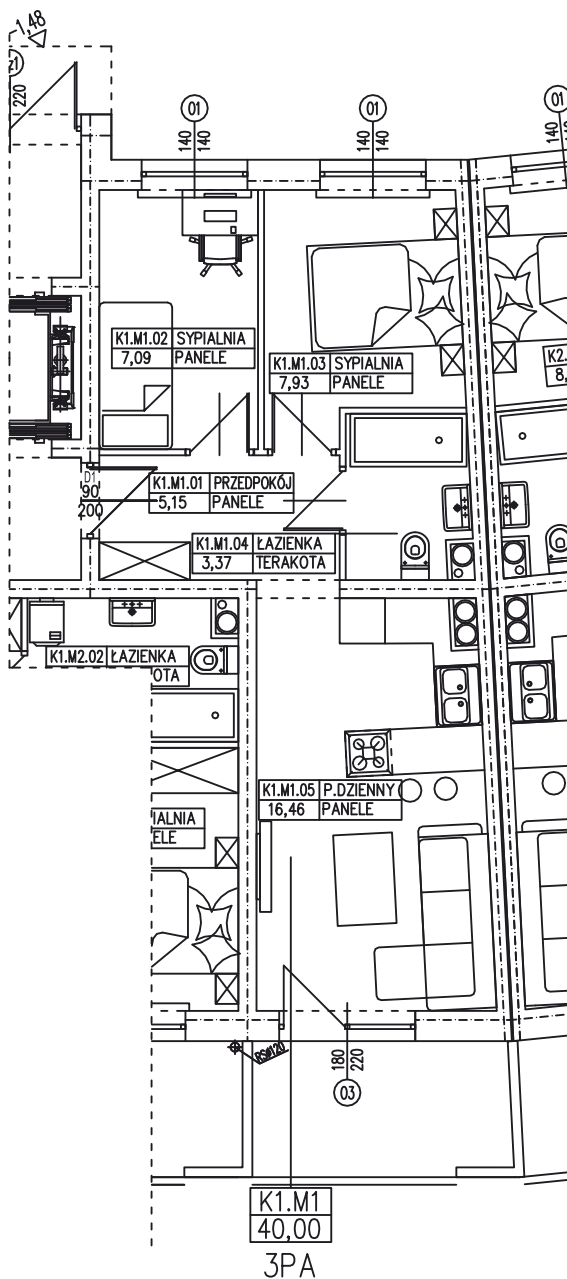 -1,48
220
01
140
140
01
140
140
01
140
K1.M1.02 SYPIALNIA
7,09 PANELE
K1.M1.03 SYPIALNIA
7,93 PANELE
K2.
8,
D1
90
200
K1.M1.01 PRZEDPOKÓJ
5,15 PANELE
K1.M1.04 ŁAZIENKA
3,37 TERAKOTA
K1.M2.02 ŁAZIENKA
OTA
K1.M1.05 P.DZIENNY
16,46 PANELE
IALNIA
ELE
RSØ120
180
220
03
K1.M1
40,00
3PA